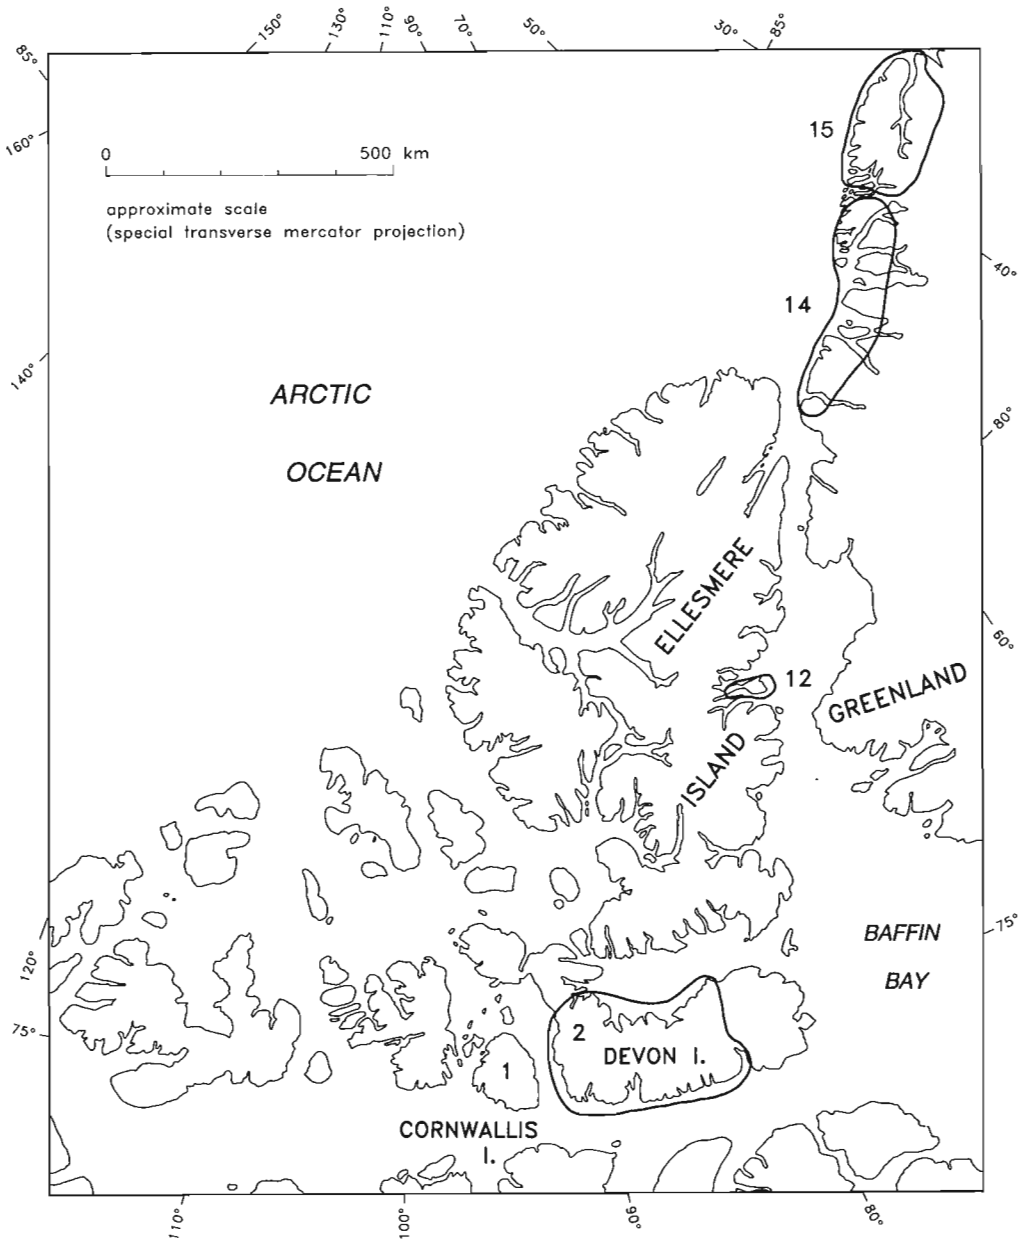 150°
130°
110°
90°
70°
50°
30°
85°
85°
160°
15
0 500 km
approximate scale
(special transverse mercator projection)
40°
14
140°
ARCTIC
OCEAN
80°
ELLESMERE
60°
12
GREENLAND
ISLAND
BAFFIN
75°
BAY
120°
2
75°
DEVON I.
1
CORNWALLIS
I.
110°
100°
90°
80°